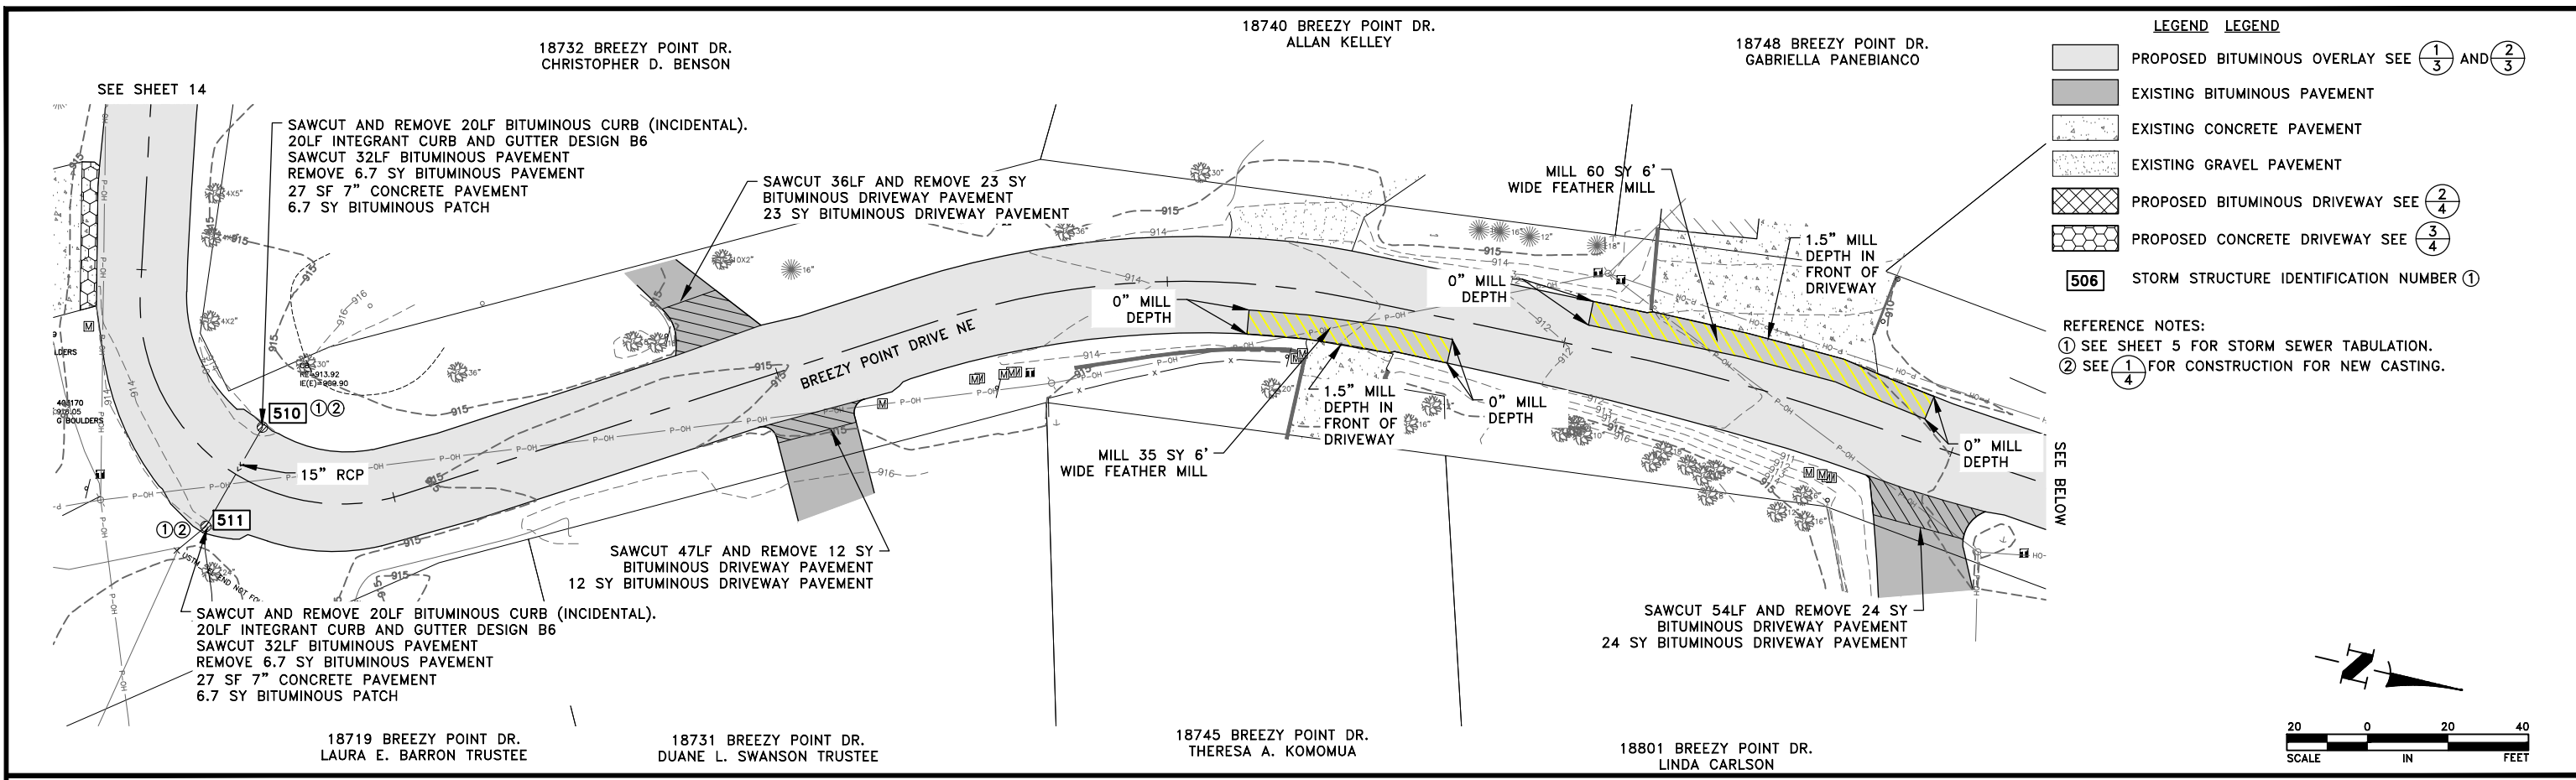 18732 BREEZY POINT DR.
CHRISTOPHER D. BENSON
18740 BREEZY POINT DR.
ALLAN KELLEY
18748 BREEZY POINT DR.
GABRIELLA PANEBIANCO
SEE SHEET 14
SAWCUT AND REMOVE 20LF BITUMINOUS CURB (INCIDENTAL).
20LF INTEGRANT CURB AND GUTTER DESIGN B6
SAWCUT 32LF BITUMINOUS PAVEMENT
REMOVE 6.7 SY BITUMINOUS PAVEMENT
27 SF 7" CONCRETE PAVEMENT
6.7 SY BITUMINOUS PATCH
SAWCUT 36LF AND REMOVE 23 SY
BITUMINOUS DRIVEWAY PAVEMENT
23 SY BITUMINOUS DRIVEWAY PAVEMENT
MILL 60 SY 6'
WIDE FEATHER MILL
1.5" MILL
DEPTH IN
FRONT OF
DRIVEWAY
0" MILL
DEPTH
0" MILL
DEPTH
BREEZY POINT DRIVE NE
510 ① ②
15" RCP
① ② 511
1.5" MILL
DEPTH IN
FRONT OF
DRIVEWAY
0" MILL
DEPTH
0" MILL
DEPTH
MILL 35 SY 6'
WIDE FEATHER MILL
SEE BELOW
SAWCUT 47LF AND REMOVE 12 SY
BITUMINOUS DRIVEWAY PAVEMENT
12 SY BITUMINOUS DRIVEWAY PAVEMENT
SAWCUT AND REMOVE 20LF BITUMINOUS CURB (INCIDENTAL).
20LF INTEGRANT CURB AND GUTTER DESIGN B6
SAWCUT 32LF BITUMINOUS PAVEMENT
REMOVE 6.7 SY BITUMINOUS PAVEMENT
27 SF 7" CONCRETE PAVEMENT
6.7 SY BITUMINOUS PATCH
SAWCUT 54LF AND REMOVE 24 SY
BITUMINOUS DRIVEWAY PAVEMENT
24 SY BITUMINOUS DRIVEWAY PAVEMENT
18719 BREEZY POINT DR.
LAURA E. BARRON TRUSTEE
18731 BREEZY POINT DR.
DUANE L. SWANSON TRUSTEE
18745 BREEZY POINT DR.
THERESA A. KOMOMUA
18801 BREEZY POINT DR.
LINDA CARLSON
LEGEND LEGEND
PROPOSED BITUMINOUS OVERLAY SEE 1/3 AND 2/3
EXISTING BITUMINOUS PAVEMENT
EXISTING CONCRETE PAVEMENT
EXISTING GRAVEL PAVEMENT
PROPOSED BITUMINOUS DRIVEWAY SEE 2/4
PROPOSED CONCRETE DRIVEWAY SEE 3/4
506 STORM STRUCTURE IDENTIFICATION NUMBER ①
REFERENCE NOTES:
① SEE SHEET 5 FOR STORM SEWER TABULATION.
② SEE 1/4 FOR CONSTRUCTION FOR NEW CASTING.
N
20 0 20 40
SCALE IN FEET